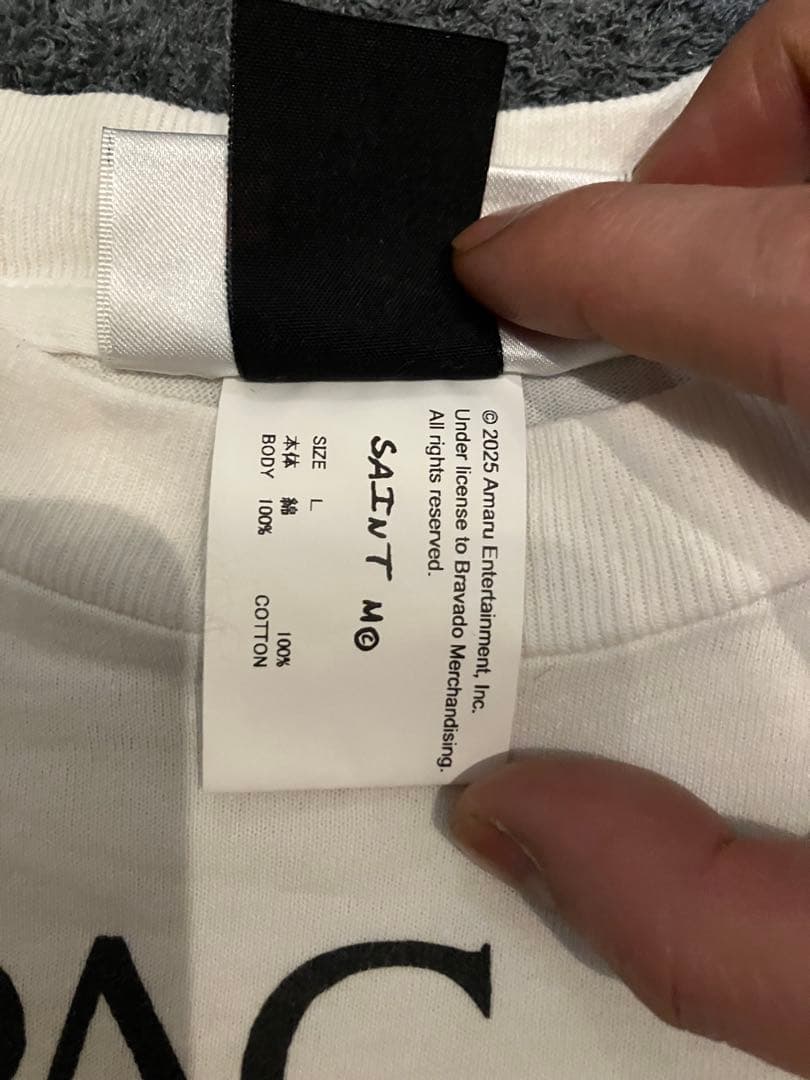 © 2025 Amaru Entertainment, Inc.
Under license to Bravado Merchandising.
All rights reserved.
SAINT M©
SIZE L
本体 綿 100%
BODY 100% COTTON